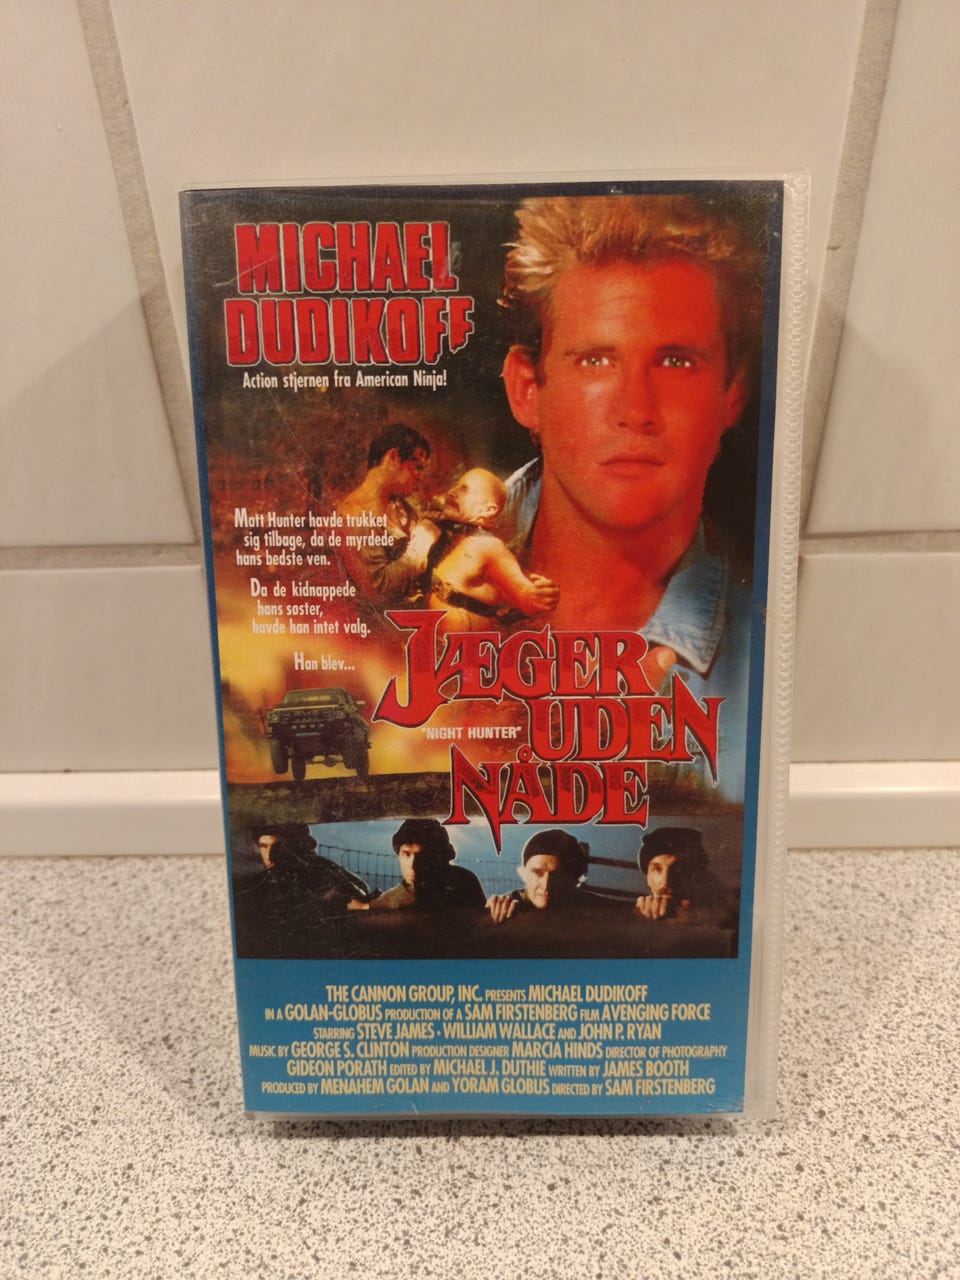 MICHAEL
DUDIKOFF
Action stjernen fra American Ninja!
Matt Hunter havde trukket
sig tilbage, da de myrdede
hans bedste ven.
Da de kidnappede
hans søster,
havde han intet valg.
Han blev...
JÆGER
UDEN
"NIGHT HUNTER"
NÅDE
THE CANNON GROUP, INC. PRESENTS MICHAEL DUDIKOFF
IN A GOLAN-GLOBUS PRODUCTION OF A SAM FIRSTENBERG FILM AVENGING FORCE
STARRING STEVE JAMES · WILLIAM WALLACE AND JOHN P. RYAN
MUSIC BY GEORGE S. CLINTON PRODUCTION DESIGNER MARCIA HINDS DIRECTOR OF PHOTOGRAPHY
GIDEON PORATH EDITED BY MICHAEL J. DUTHIE WRITTEN BY JAMES BOOTH
PRODUCED BY MENAHEM GOLAN AND YORAM GLOBUS DIRECTED BY SAM FIRSTENBERG